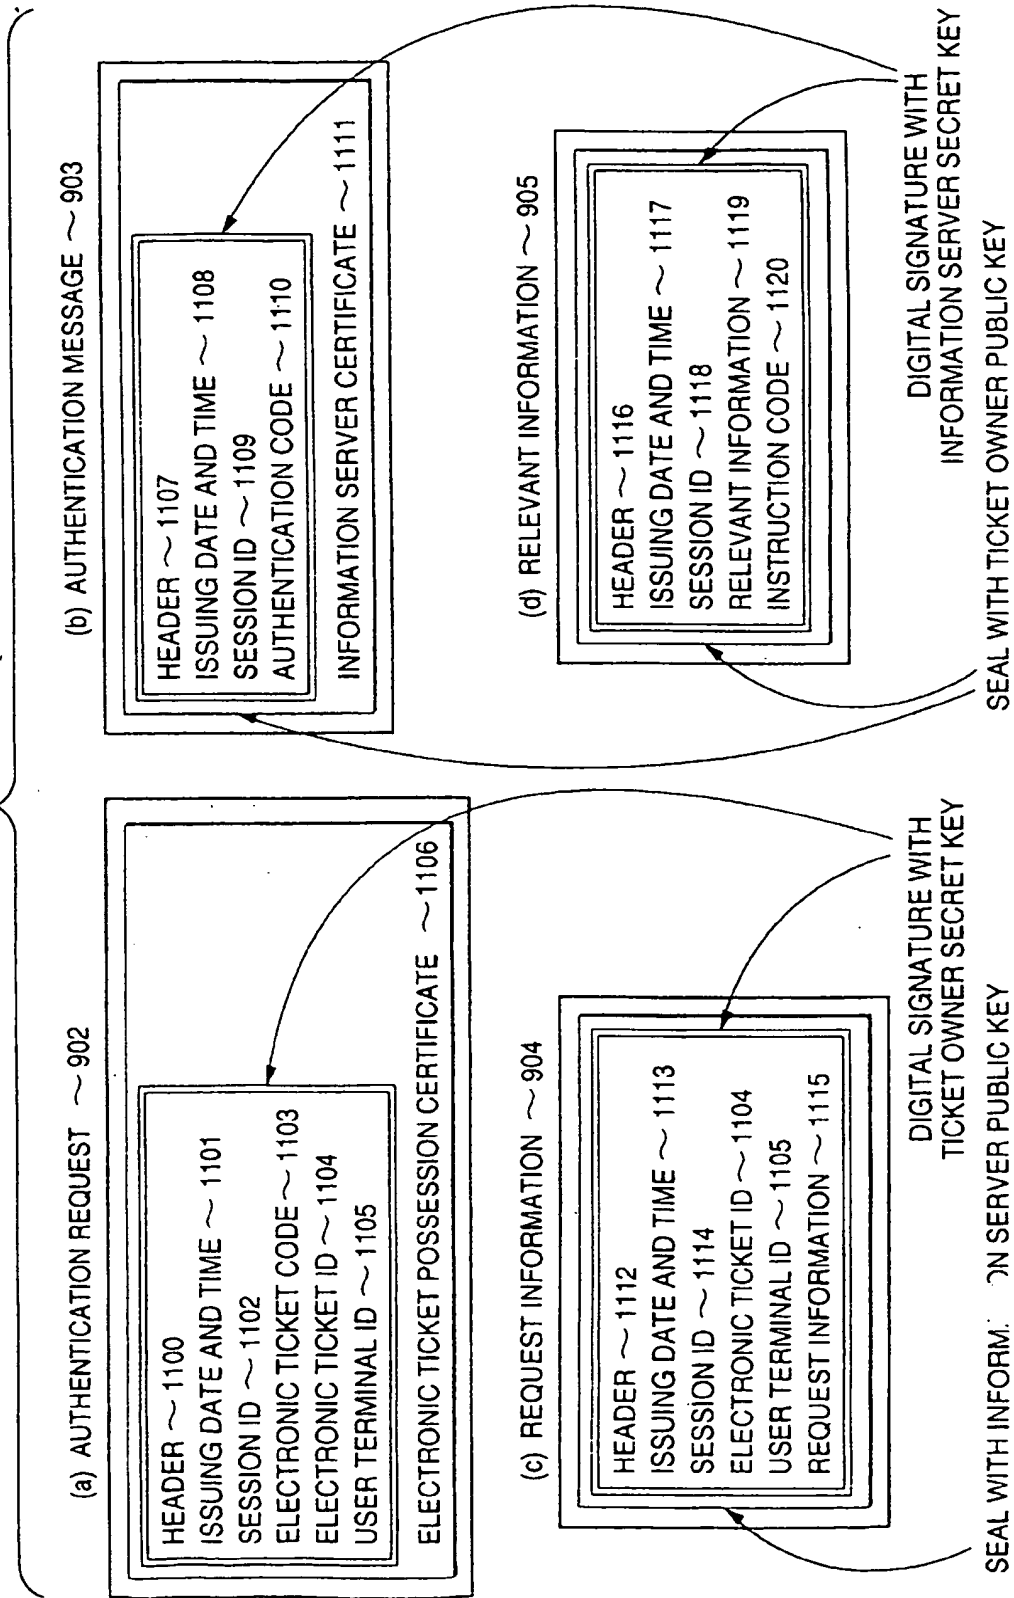 (a) AUTHENTICATION REQUEST ~902
HEADER ~1100
ISSUING DATE AND TIME ~1101
SESSION ID ~1102
ELECTRONIC TICKET CODE ~1103
ELECTRONIC TICKET ID ~1104
USER TERMINAL ID ~1105
ELECTRONIC TICKET POSSESSION CERTIFICATE ~1106
(b) AUTHENTICATION MESSAGE ~903
HEADER ~1107
ISSUING DATE AND TIME ~1108
SESSION ID ~1109
AUTHENTICATION CODE ~1110
INFORMATION SERVER CERTIFICATE ~1111
(c) REQUEST INFORMATION ~904
HEADER ~1112
ISSUING DATE AND TIME ~1113
SESSION ID ~1114
ELECTRONIC TICKET ID ~1104
USER TERMINAL ID ~1105
REQUEST INFORMATION ~1115
(d) RELEVANT INFORMATION ~905
HEADER ~1116
ISSUING DATE AND TIME ~1117
SESSION ID ~1118
RELEVANT INFORMATION ~1119
INSTRUCTION CODE ~1120
DIGITAL SIGNATURE WITH
TICKET OWNER SECRET KEY
SEAL WITH INFORM. ON SERVER PUBLIC KEY
DIGITAL SIGNATURE WITH
INFORMATION SERVER SECRET KEY
SEAL WITH TICKET OWNER PUBLIC KEY